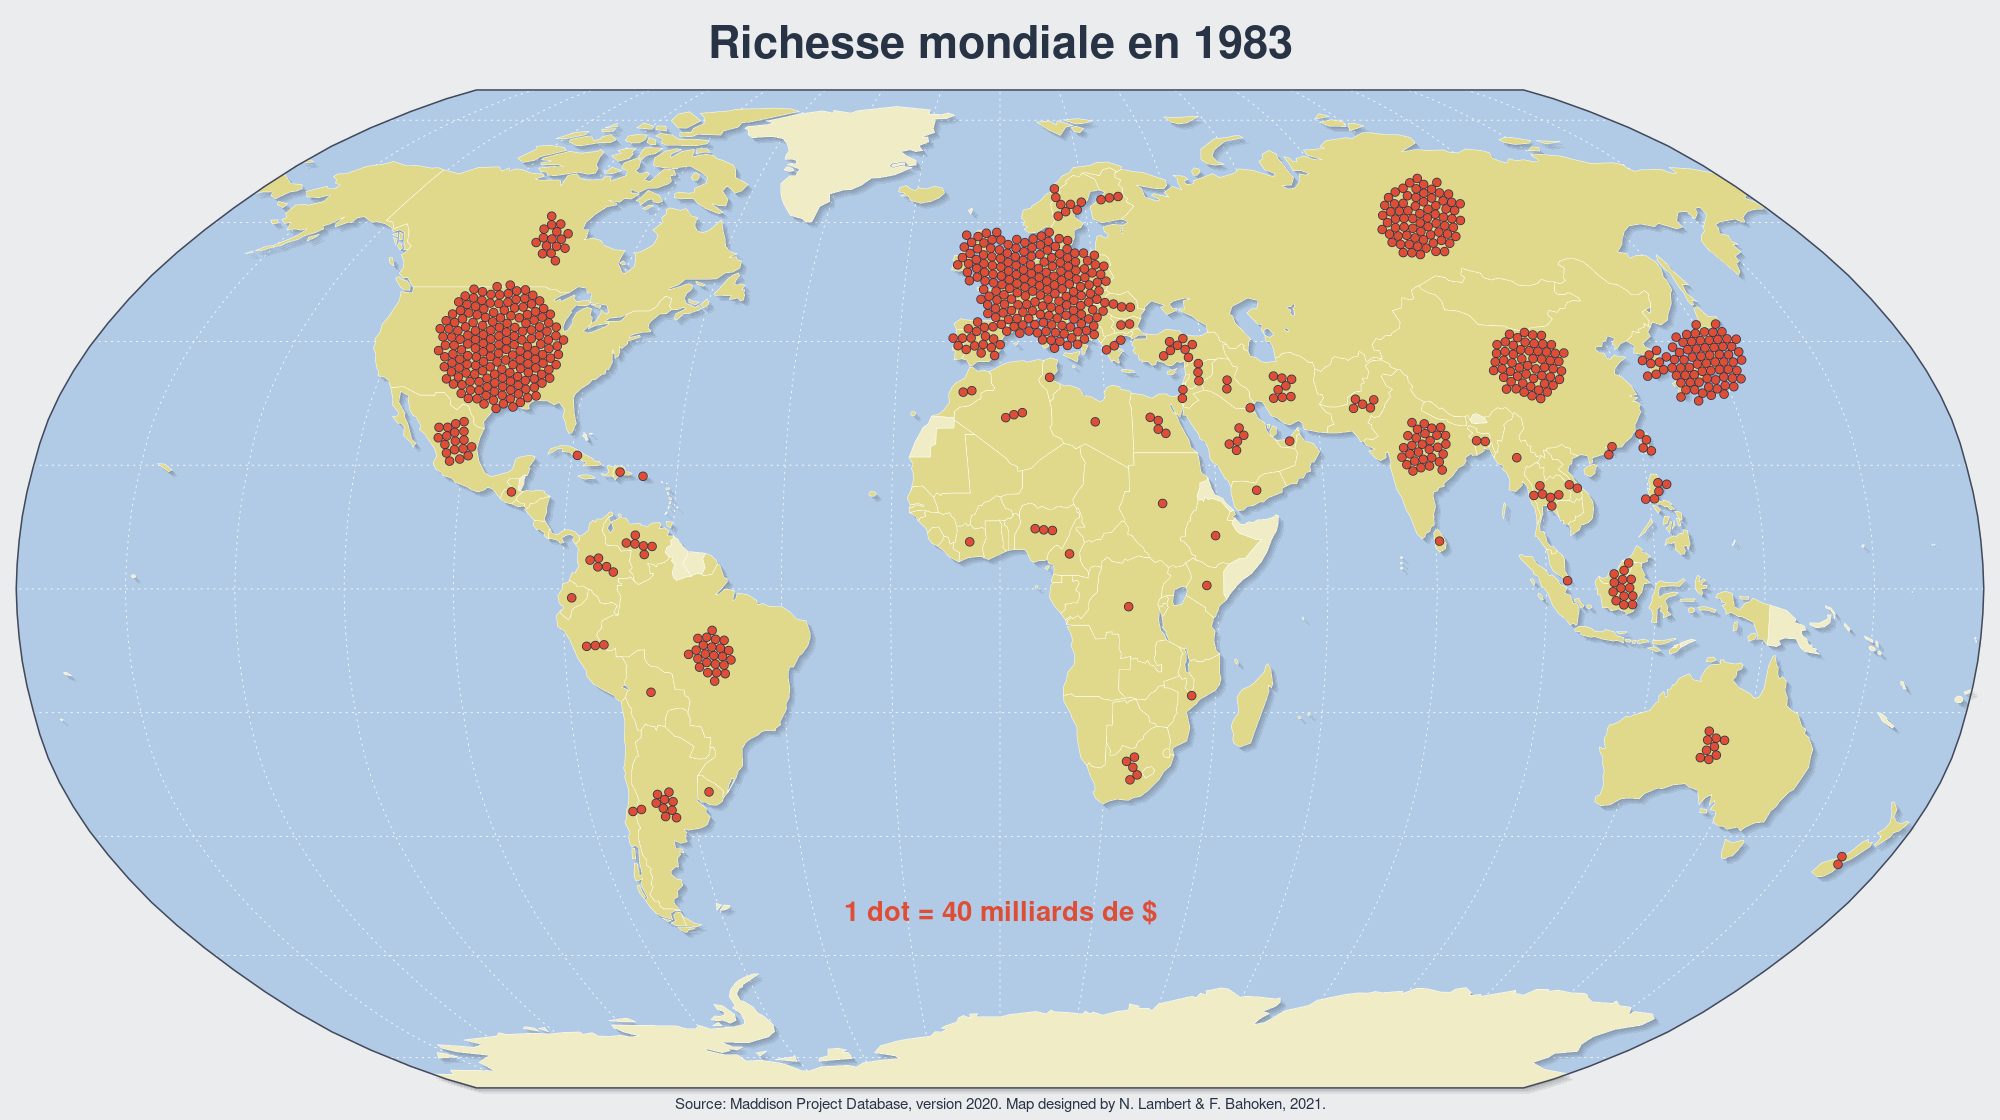 Richesse mondiale en 1983
1 dot = 40 milliards de $
Source: Maddison Project Database, version 2020. Map designed by N. Lambert & F. Bahoken, 2021.